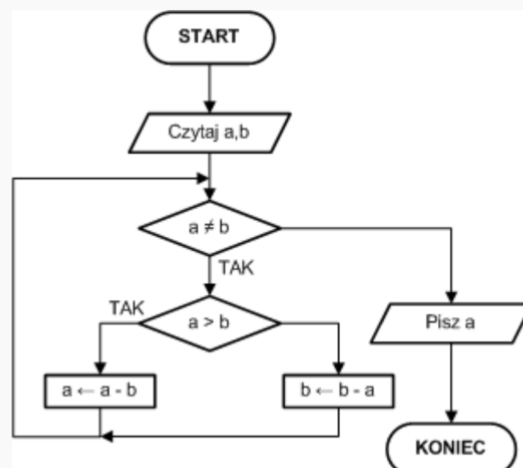 START
Czytaj a,b
a ≠ b
TAK
TAK
a > b
Pisz a
a ← a - b
b ← b - a
KONIEC